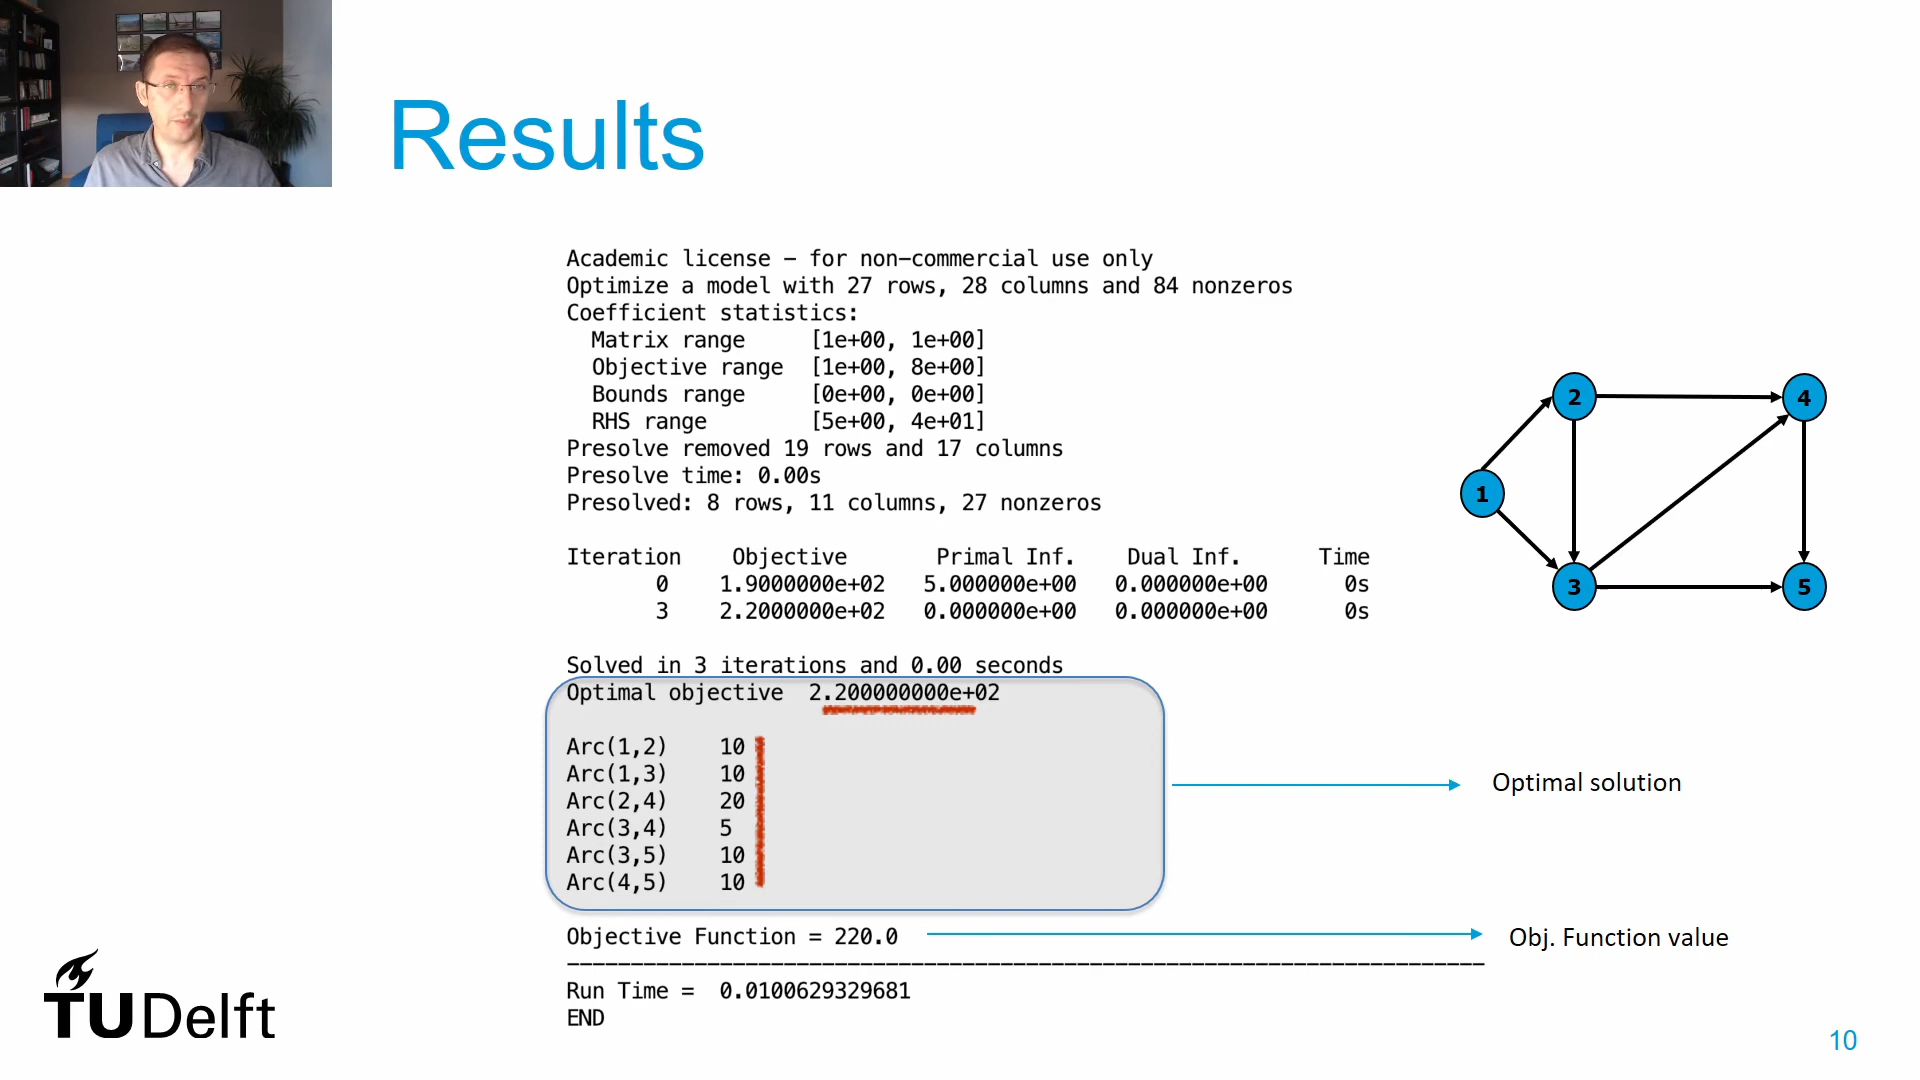 Results
Academic license - for non-commercial use only
Optimize a model with 27 rows, 28 columns and 84 nonzeros
Coefficient statistics:
Matrix range [1e+00, 1e+00]
Objective range [1e+00, 8e+00]
Bounds range [0e+00, 0e+00]
RHS range [5e+00, 4e+01]
Presolve removed 19 rows and 17 columns
Presolve time: 0.00s
Presolved: 8 rows, 11 columns, 27 nonzeros
Iteration Objective Primal Inf. Dual Inf. Time
0 1.9000000e+02 5.000000e+00 0.000000e+00 0s
3 2.2000000e+02 0.000000e+00 0.000000e+00 0s
Solved in 3 iterations and 0.00 seconds
Optimal objective 2.200000000e+02
Arc(1,2) 10
Arc(1,3) 10
Arc(2,4) 20
Arc(3,4) 5
Arc(3,5) 10
Arc(4,5) 10
Objective Function = 220.0
Run Time = 0.0100629329681
END
2 4
1
3 5
Optimal solution
Obj. Function value
TU Delft
10